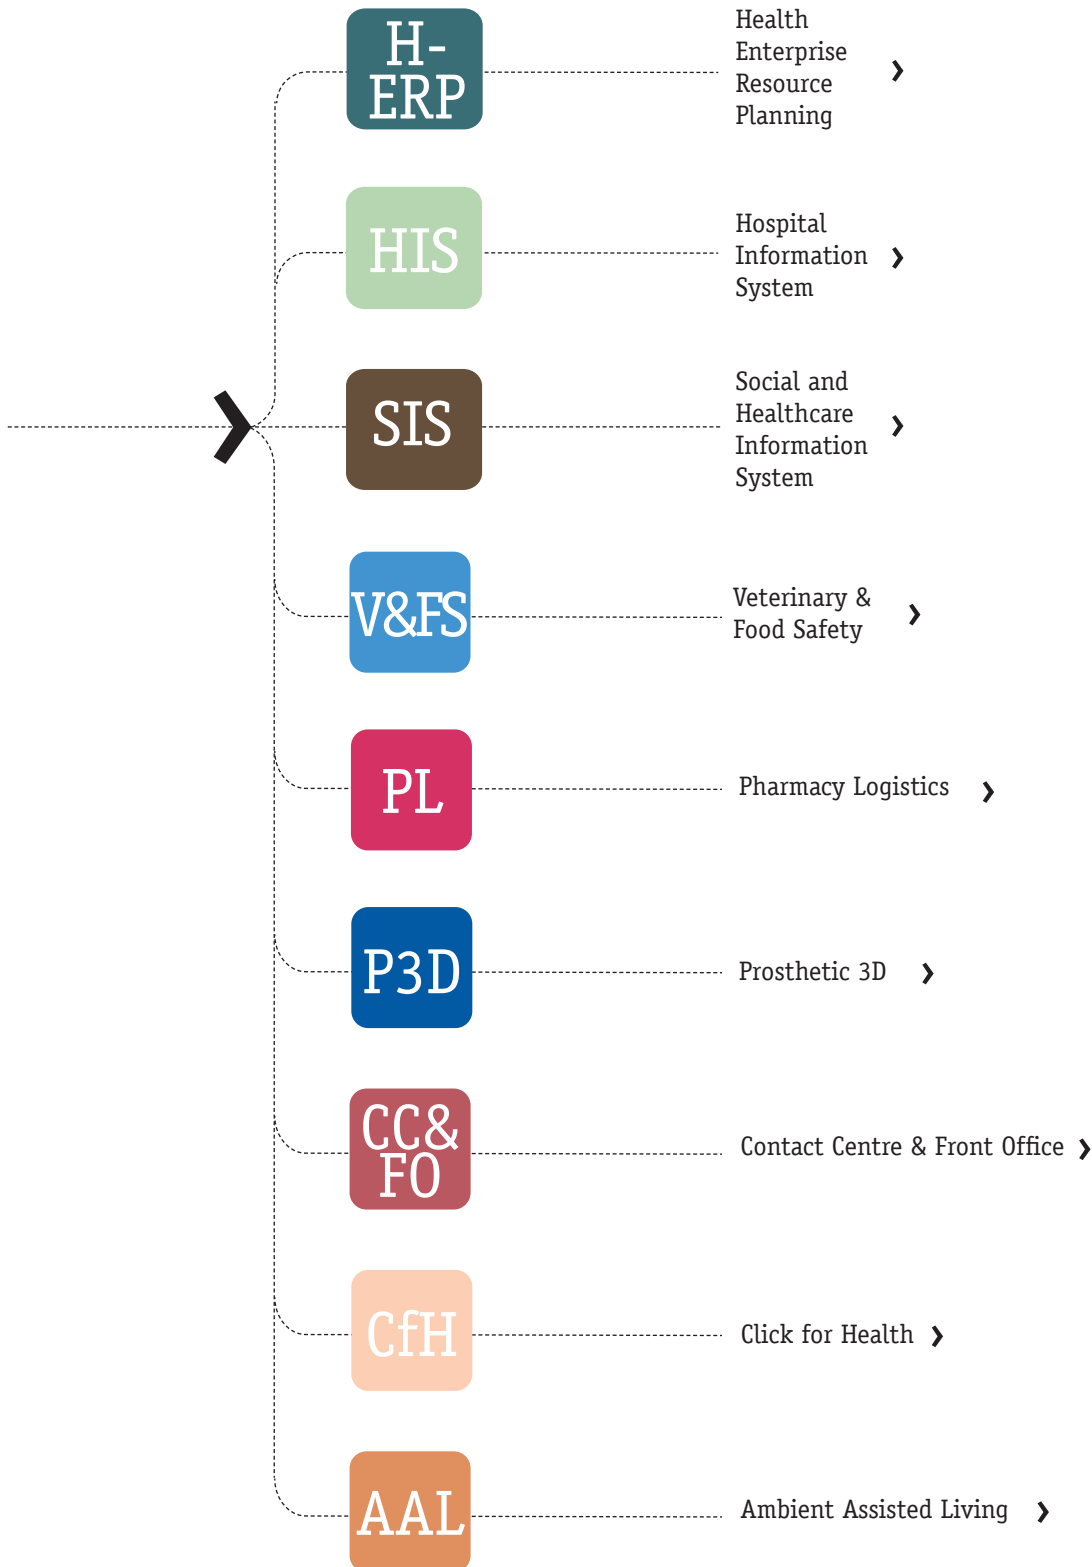 H-
ERP
Health
Enterprise
Resource
Planning
HIS
Hospital
Information
System
SIS
Social and
Healthcare
Information
System
V&FS
Veterinary &
Food Safety
PL
Pharmacy Logistics
P3D
Prosthetic 3D
CC&
FO
Contact Centre & Front Office
CfH
Click for Health
AAL
Ambient Assisted Living